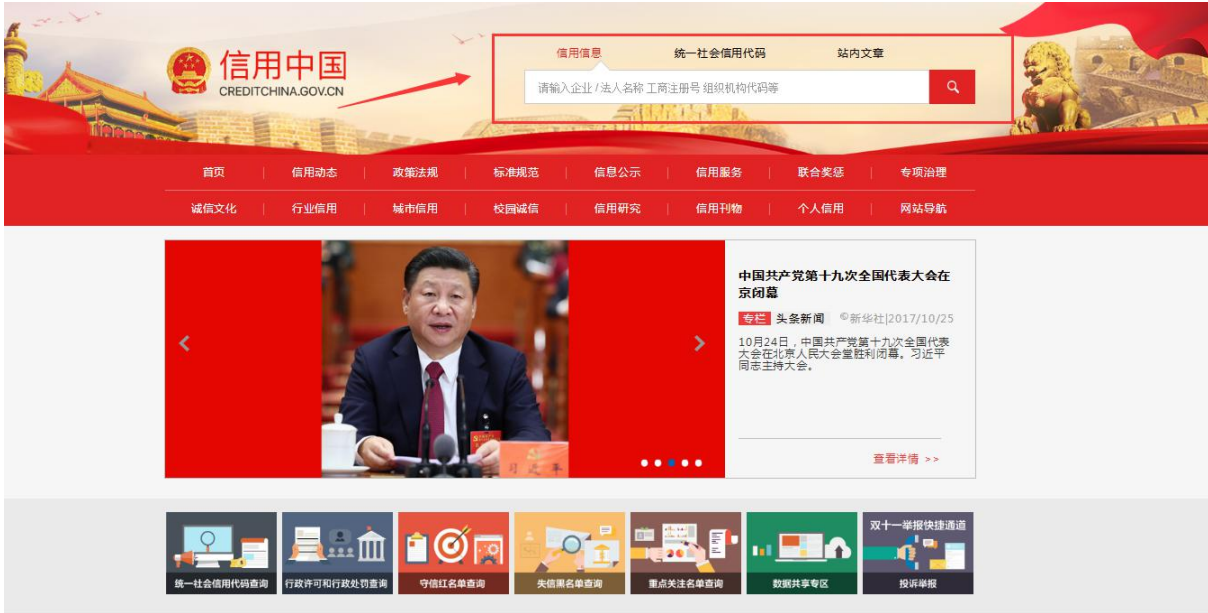 信用中国
CREDITCHINA.GOV.CN
信用信息 统一社会信用代码 站内文章
请输入企业/法人名称 工商注册号 组织机构代码等
首页 信用动态 政策法规 标准规范 信息公示 信用服务 联合奖惩 专项治理
诚信文化 行业信用 城市信用 校园诚信 信用研究 信用刊物 个人信用 网站导航
中国共产党第十九次全国代表大会在
京闭幕
专栏 头条新闻 ©新华社|2017/10/25
10月24日，中国共产党第十九次全国代表
大会在北京人民大会堂胜利闭幕。习近平
同志主持大会。
习近平
查看详情 >>
双十一举报快捷通道
统一社会信用代码查询 行政许可和行政处罚查询 守信红名单查询 失信黑名单查询 重点关注名单查询 数据共享专区 投诉举报